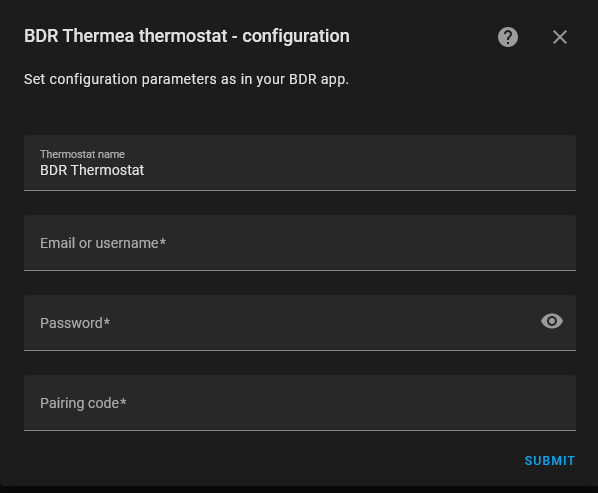 BDR Thermea thermostat - configuration
Set configuration parameters as in your BDR app.
Thermostat name
BDR Thermostat
Email or username*
Password*
Pairing code*
SUBMIT